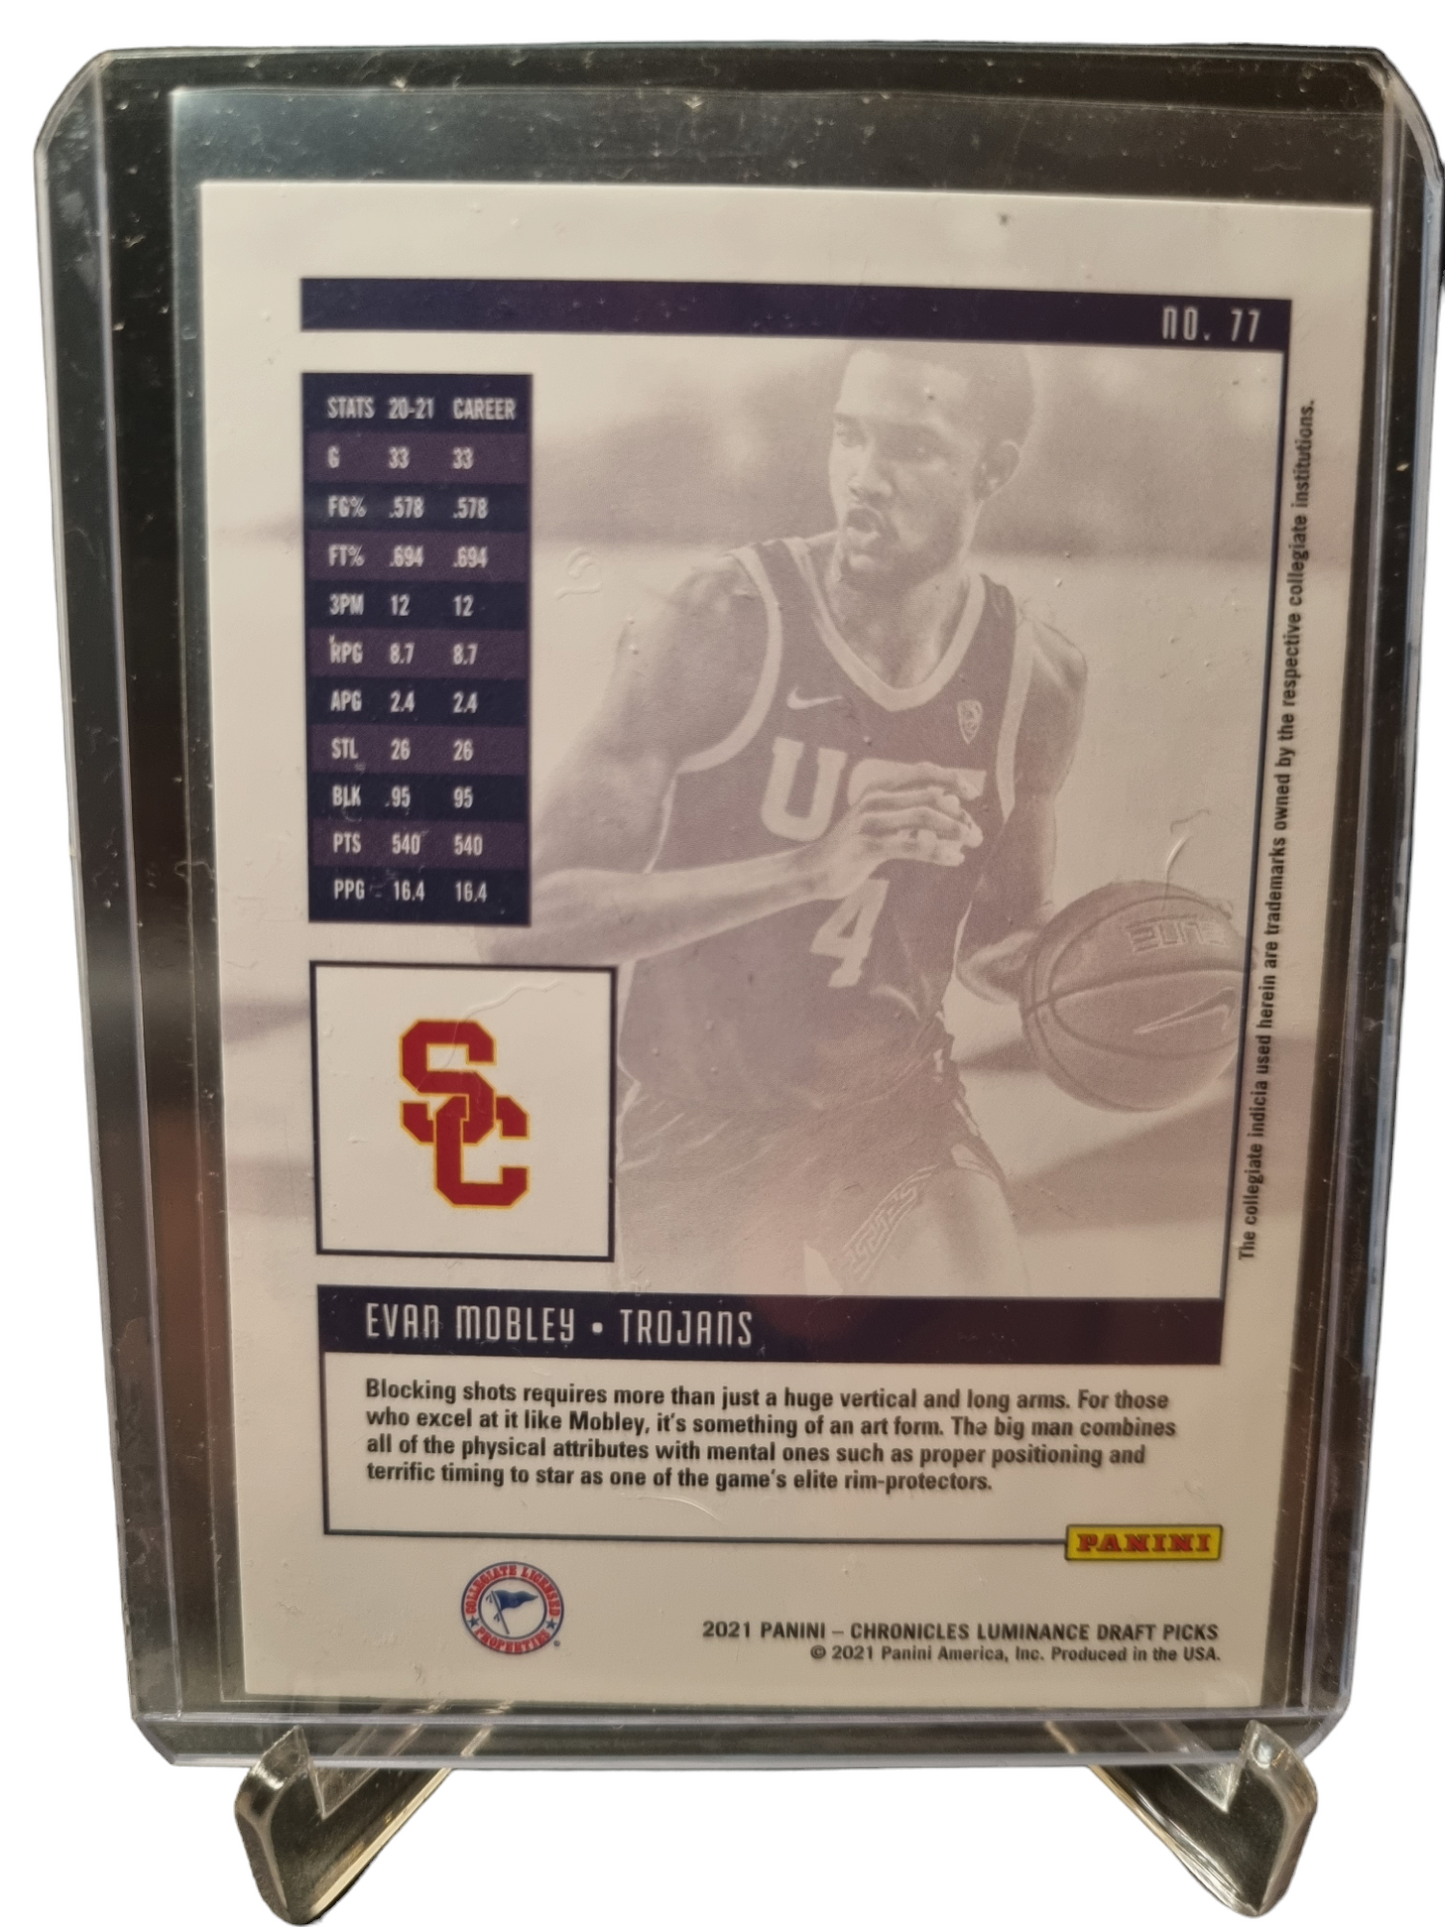 NO. 77
STATS 20-21 CAREER
G 33 33
FG% .578 .578
FT% .694 .694
3PM 12 12
RPG 8.7 8.7
APG 2.4 2.4
STL 26 26
BLK 95 95
PTS 540 540
PPG 16.4 16.4
USC
4
ELITE
SC
The collegiate indicia used herein are trademarks owned by the respective collegiate institutions.
EVAN MOBLEY • TROJANS
Blocking shots requires more than just a huge vertical and long arms. For those
who excel at it like Mobley, it's something of an art form. The big man combines
all of the physical attributes with mental ones such as proper positioning and
terrific timing to star as one of the game's elite rim-protectors.
PANINI
COLLEGIATE LICENSED
PROPERTIES
2021 PANINI – CHRONICLES LUMINANCE DRAFT PICKS
© 2021 Panini America, Inc. Produced in the USA.